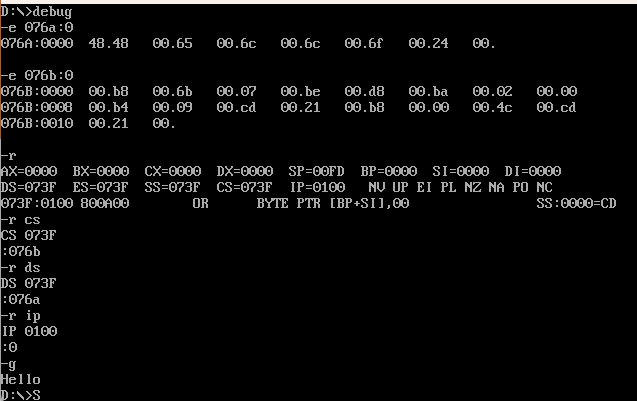 D:\>debug
-e 076a:0
076A:0000  48.48   00.65   00.6c   00.6c   00.6f   00.24   00.
-e 076b:0
076B:0000  00.b8   00.6b   00.07   00.be   00.d8   00.ba   00.02   00.00
076B:0008  00.b4   00.09   00.cd   00.21   00.b8   00.00   00.4c   00.cd
076B:0010  00.21   00.
-r
AX=0000  BX=0000  CX=0000  DX=0000  SP=00FD  BP=0000  SI=0000  DI=0000
DS=073F  ES=073F  SS=073F  CS=073F  IP=0100   NV UP EI PL NZ NA PO NC
073F:0100 800A00        OR      BYTE PTR [BP+SI],00                SS:0000=CD
-r cs
CS 073F
:076b
-r ds
DS 073F
:076a
-r ip
IP 0100
:0
-g
Hello
D:\>S